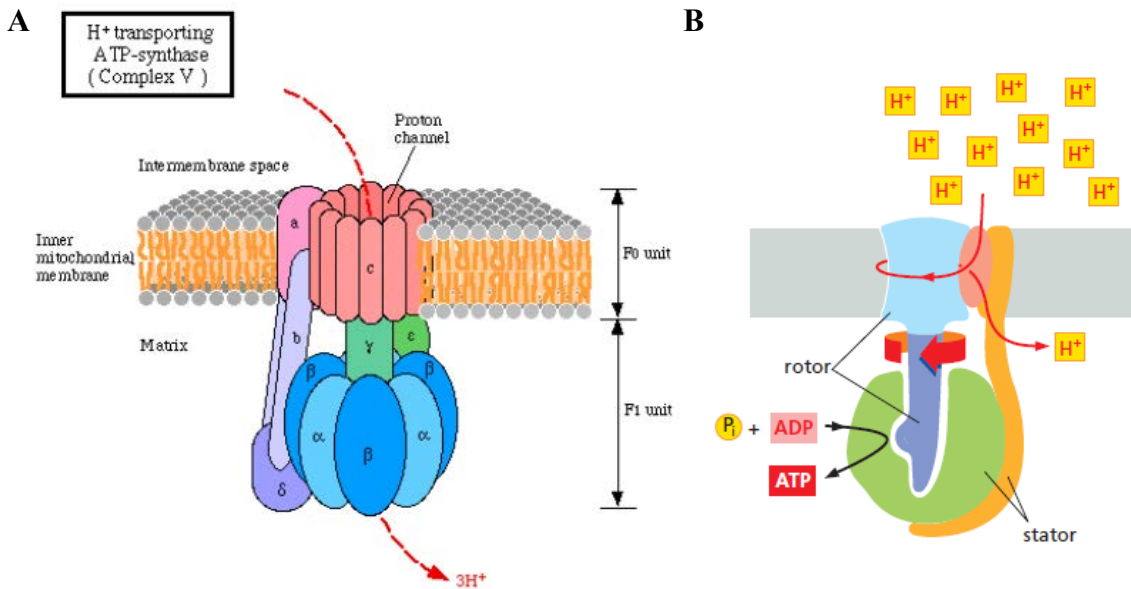 A
H+ transporting
ATP-synthase
( Complex V )
Proton
channel
Intermembrane space
a
Inner
mitochondrial
membrane
c
F0 unit
Matrix
b
γ
ε
β
β
α
β
α
F1 unit
δ
3H+
B
H+
H+
H+
H+
H+
H+
H+
H+
H+
H+
H+
H+
rotor
Pi + ADP
ATP
stator